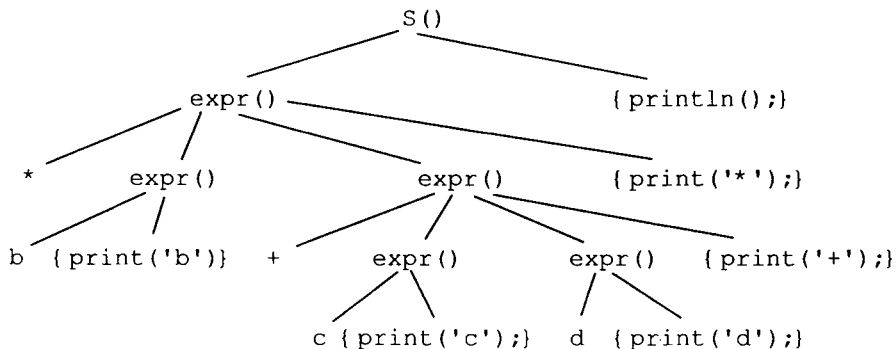 S()
expr() {println();}
* expr() expr() {print('*');}
b {print('b')} + expr() expr() {print('+');}
c {print('c');} d {print('d');}